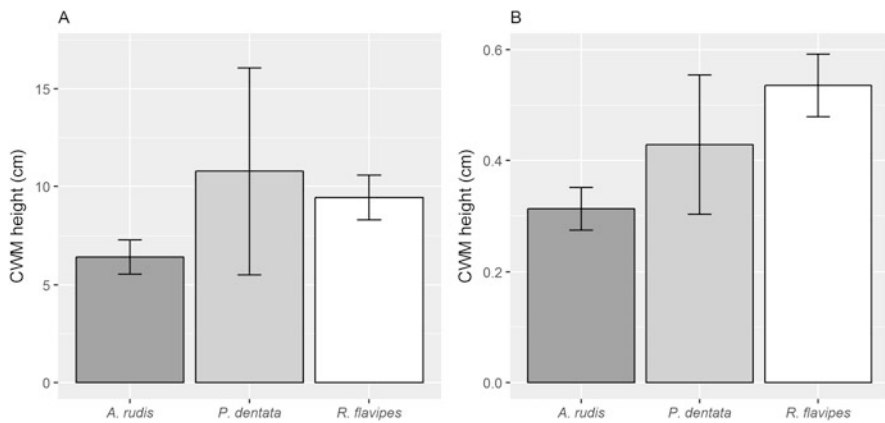 A
CWM height (cm)
15
10
5
0
A. rudis P. dentata R. flavipes
B
CWM height (cm)
0.6
0.4
0.2
0.0
A. rudis P. dentata R. flavipes